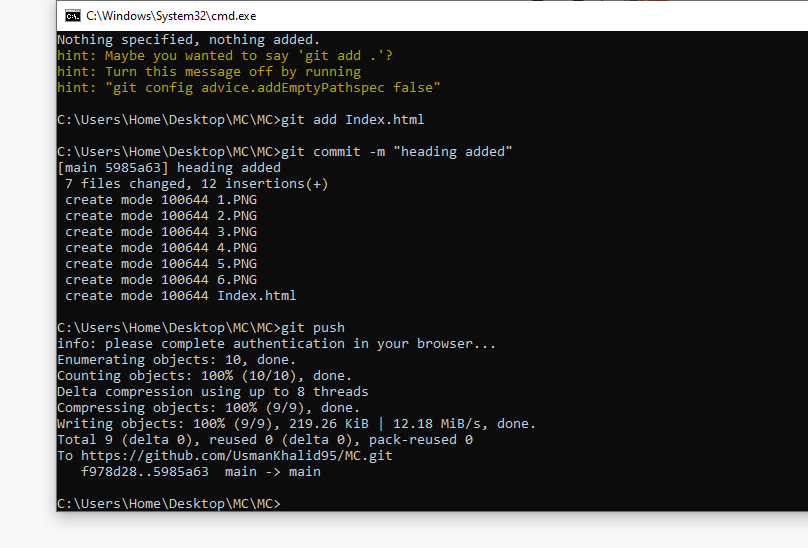 C:\Windows\System32\cmd.exe
Nothing specified, nothing added.
hint: Maybe you wanted to say 'git add .'?
hint: Turn this message off by running
hint: "git config advice.addEmptyPathspec false"
C:\Users\Home\Desktop\MC\MC>git add Index.html
C:\Users\Home\Desktop\MC\MC>git commit -m "heading added"
[main 5985a63] heading added
7 files changed, 12 insertions(+)
create mode 100644 1.PNG
create mode 100644 2.PNG
create mode 100644 3.PNG
create mode 100644 4.PNG
create mode 100644 5.PNG
create mode 100644 6.PNG
create mode 100644 Index.html
C:\Users\Home\Desktop\MC\MC>git push
info: please complete authentication in your browser...
Enumerating objects: 10, done.
Counting objects: 100% (10/10), done.
Delta compression using up to 8 threads
Compressing objects: 100% (9/9), done.
Writing objects: 100% (9/9), 219.26 KiB | 12.18 MiB/s, done.
Total 9 (delta 0), reused 0 (delta 0), pack-reused 0
To https://github.com/UsmanKhalid95/MC.git
f978d28..5985a63  main -> main
C:\Users\Home\Desktop\MC\MC>